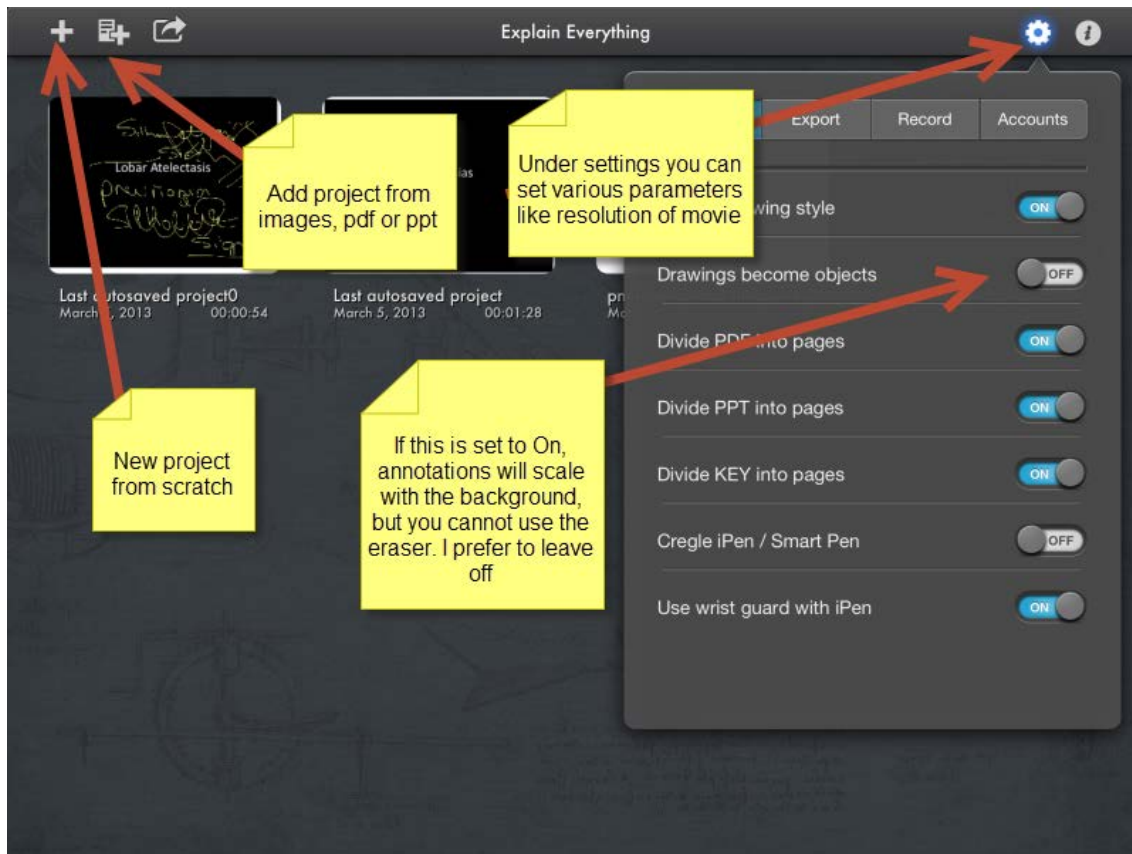 Explain Everything
Export Record Accounts
Lobar Atelectasis
Add project from
images, pdf or ppt
Under settings you can
set various parameters
like resolution of movie
style ON
Drawings become objects OFF
Last autosaved project0
March 2013 00:00:54
Last autosaved project
March 5, 2013 00:01:28
Divide PDF into pages ON
Divide PPT into pages ON
Divide KEY into pages ON
Cregle iPen / Smart Pen OFF
Use wrist guard with iPen ON
New project
from scratch
If this is set to On,
annotations will scale
with the background,
but you cannot use the
eraser. I prefer to leave
off